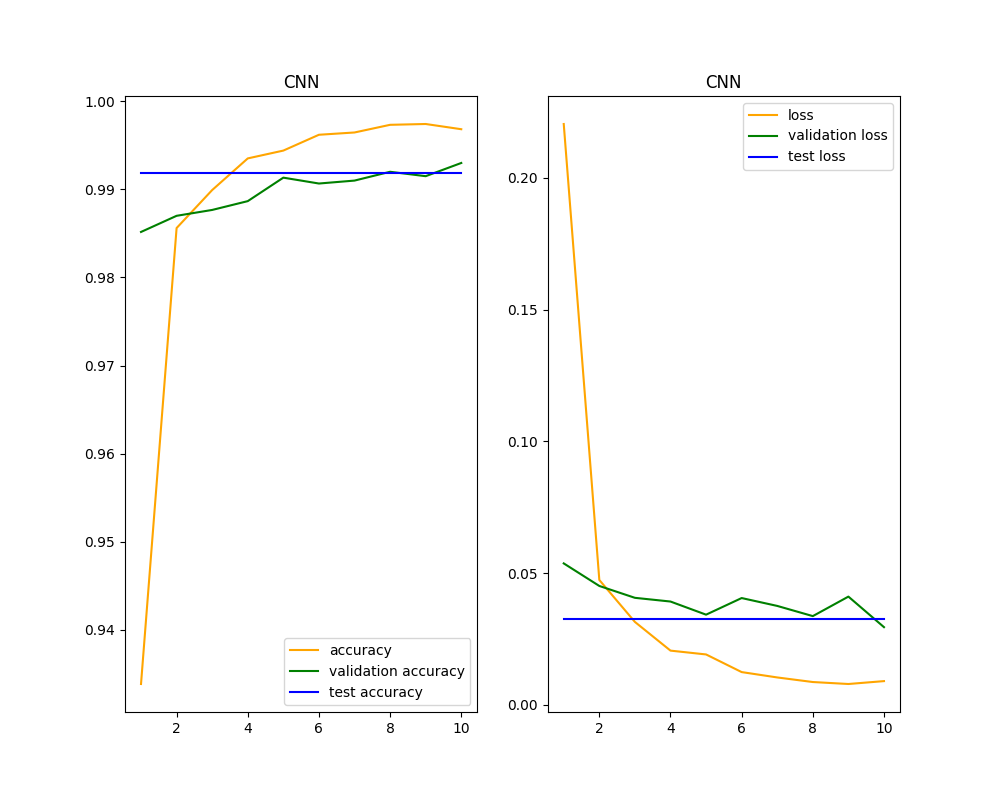 CNN
1.00
0.99
0.98
0.97
0.96
0.95
0.94
accuracy
validation accuracy
test accuracy
2 4 6 8 10
CNN
loss
validation loss
test loss
0.20
0.15
0.10
0.05
0.00
2 4 6 8 10